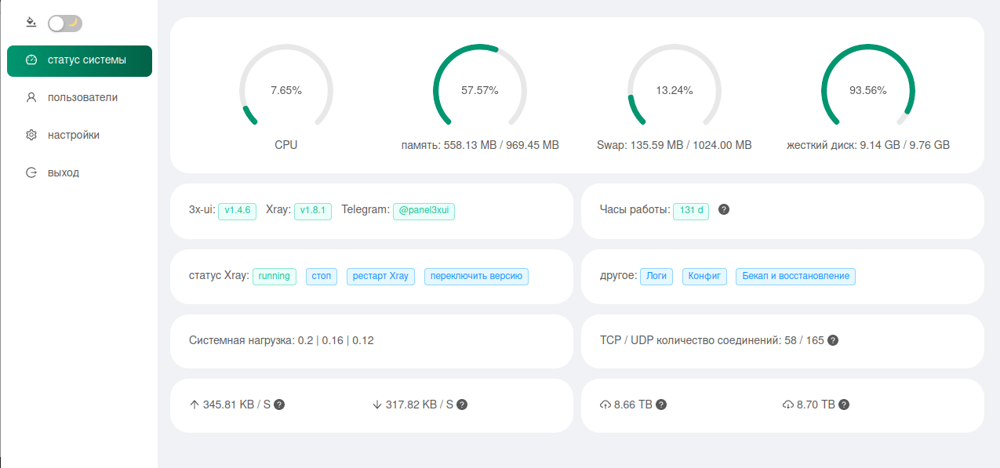 статус системы
пользователи
настройки
выход
7.65%
57.57%
13.24%
93.56%
CPU
память: 558.13 MB / 969.45 MB
Swap: 135.59 MB / 1024.00 MB
жесткий диск: 9.14 GB / 9.76 GB
3x-ui: v1.4.6 Xray: v1.8.1 Telegram: @panel3xui
Часы работы: 131 d ?
статус Xray: running стоп рестарт Xray переключить версию
другое: Логи Конфиг Бекап и восстановление
Системная нагрузка: 0.2 | 0.16 | 0.12
TCP / UDP количество соединений: 58 / 165 ?
345.81 KB / S ? 317.82 KB / S ?
8.66 TB ? 8.70 TB ?